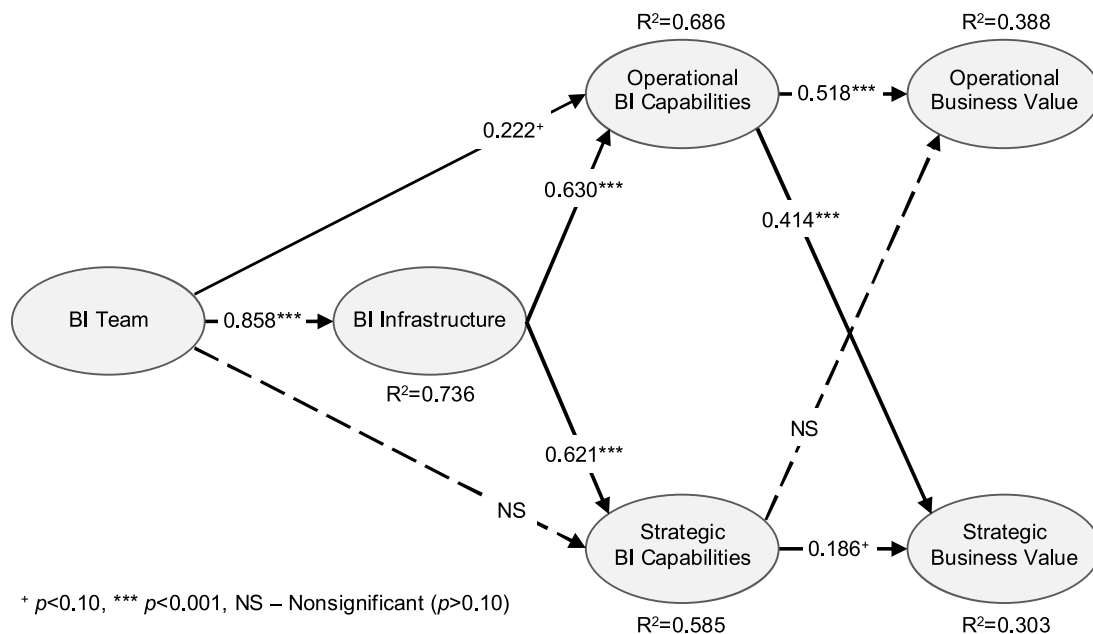 R²=0.686
R²=0.388
Operational
BI Capabilities
0.518***
Operational
Business Value
0.222⁺
0.630***
0.414***
BI Team
0.858***
BI Infrastructure
R²=0.736
NS
0.621***
NS
Strategic
BI Capabilities
0.186⁺
Strategic
Business Value
⁺ p<0.10, *** p<0.001, NS – Nonsignificant (p>0.10)
R²=0.585
R²=0.303